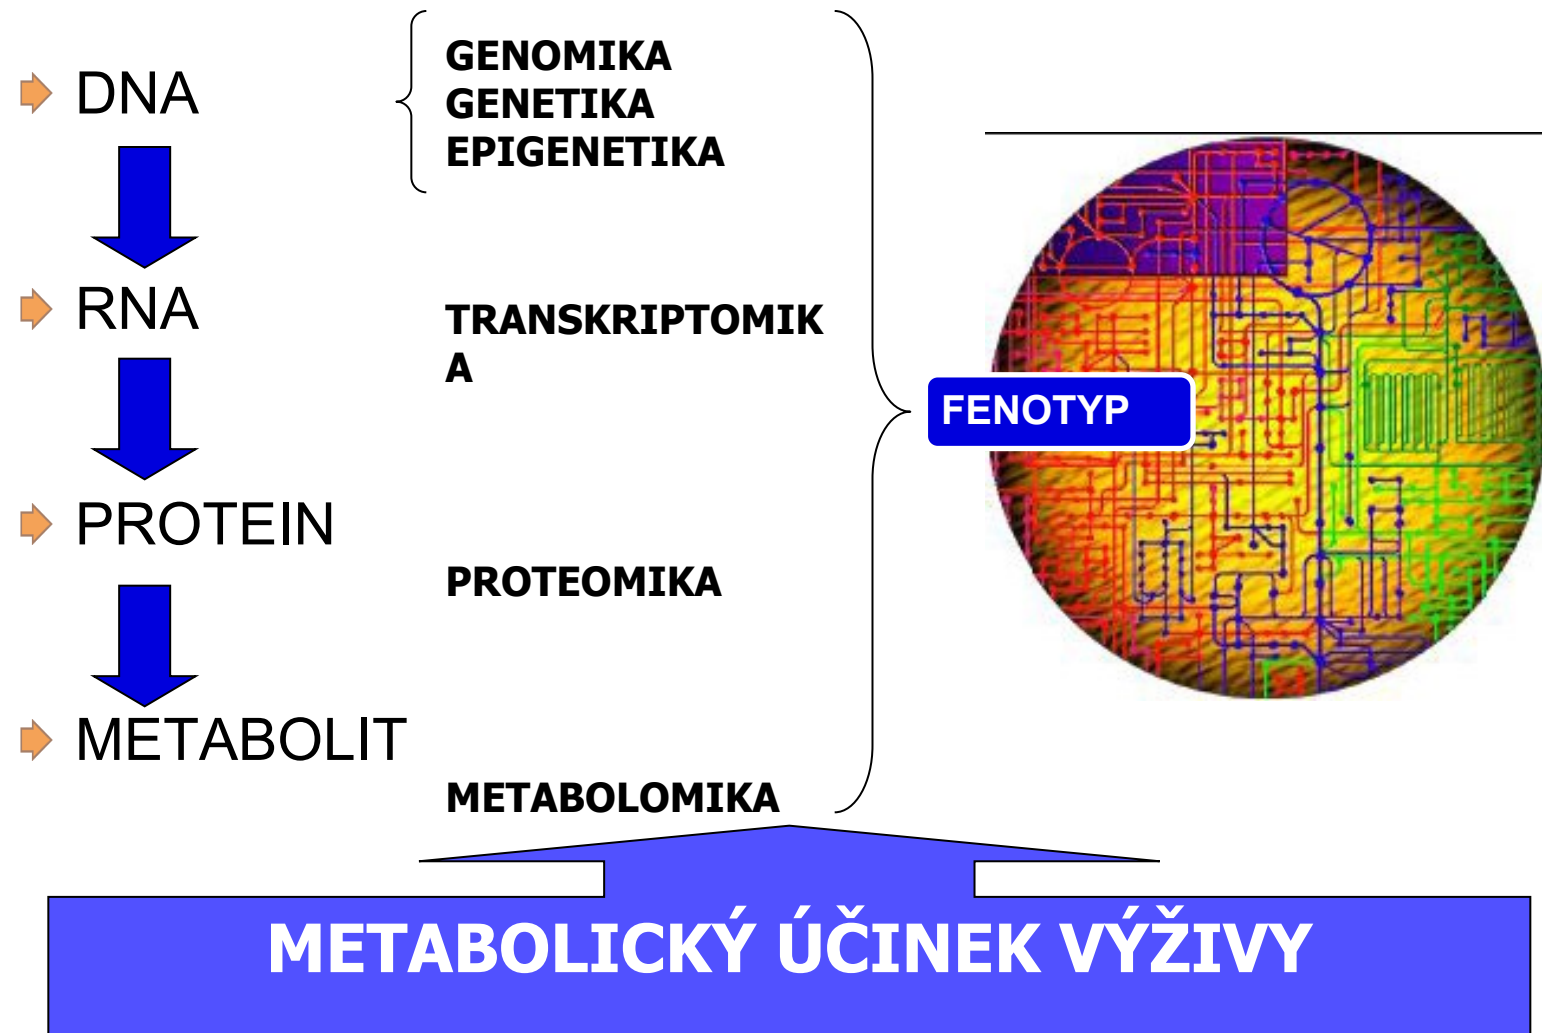 DNA
GENOMIKA
GENETIKA
EPIGENETIKA
RNA
TRANSKRIPTOMIK
A
PROTEIN
PROTEOMIKA
METABOLIT
METABOLOMIKA
FENOTYP
METABOLICKÝ ÚČINEK VÝŽIVY